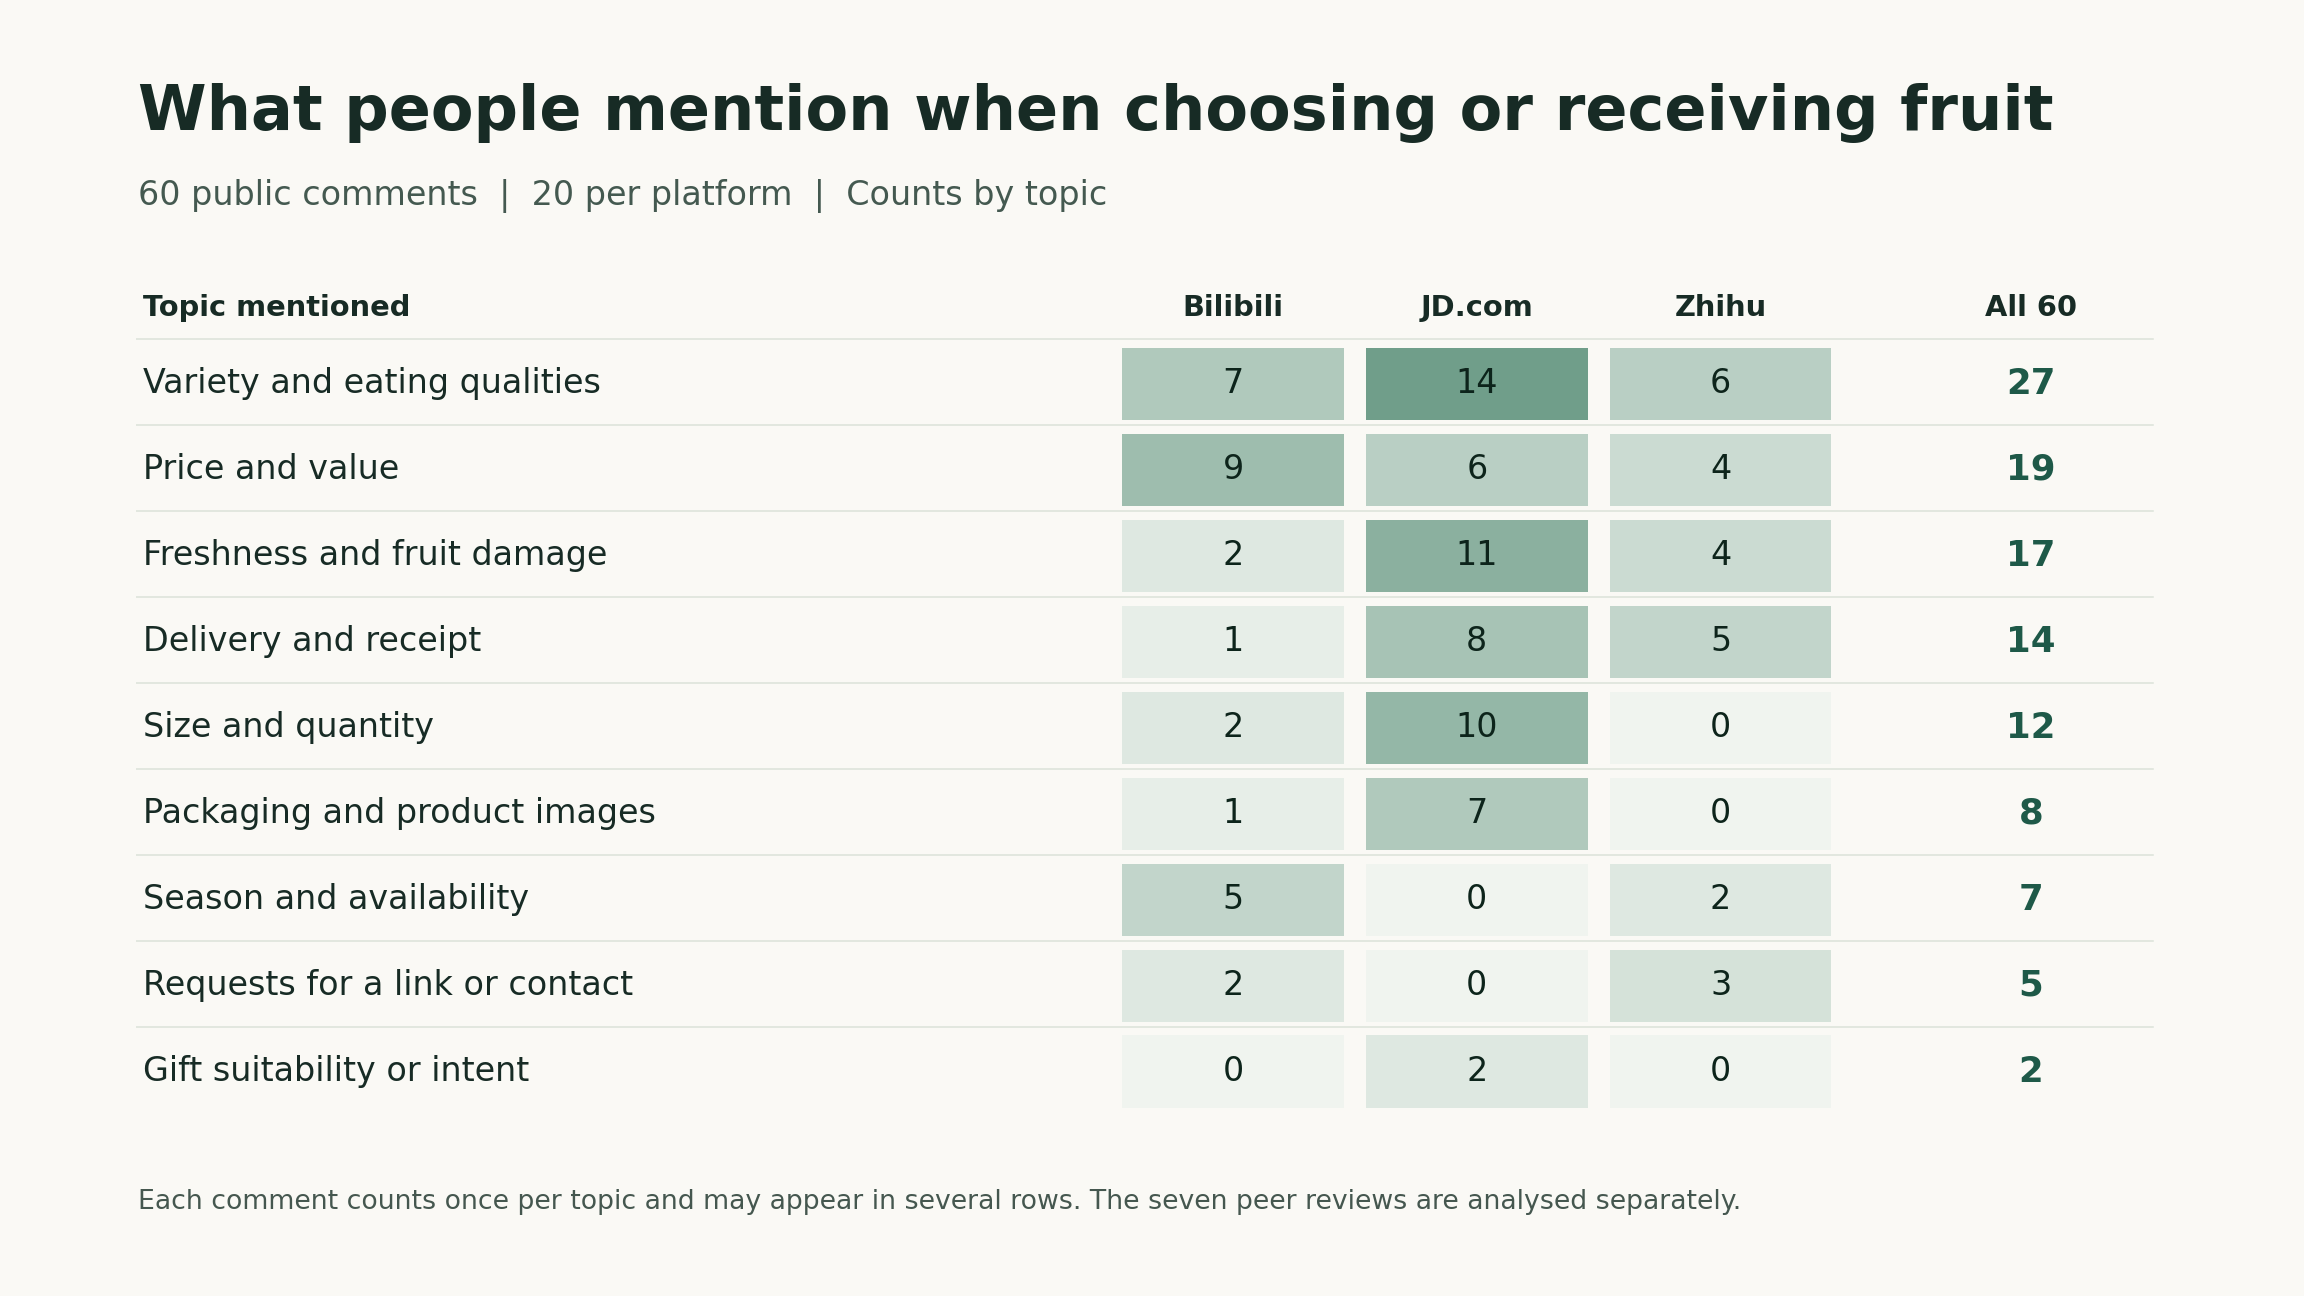 What people mention when choosing or receiving fruit
60 public comments | 20 per platform | Counts by topic
Topic mentioned Bilibili JD.com Zhihu All 60
Variety and eating qualities 7 14 6 27
Price and value 9 6 4 19
Freshness and fruit damage 2 11 4 17
Delivery and receipt 1 8 5 14
Size and quantity 2 10 0 12
Packaging and product images 1 7 0 8
Season and availability 5 0 2 7
Requests for a link or contact 2 0 3 5
Gift suitability or intent 0 2 0 2
Each comment counts once per topic and may appear in several rows. The seven peer reviews are analysed separately.